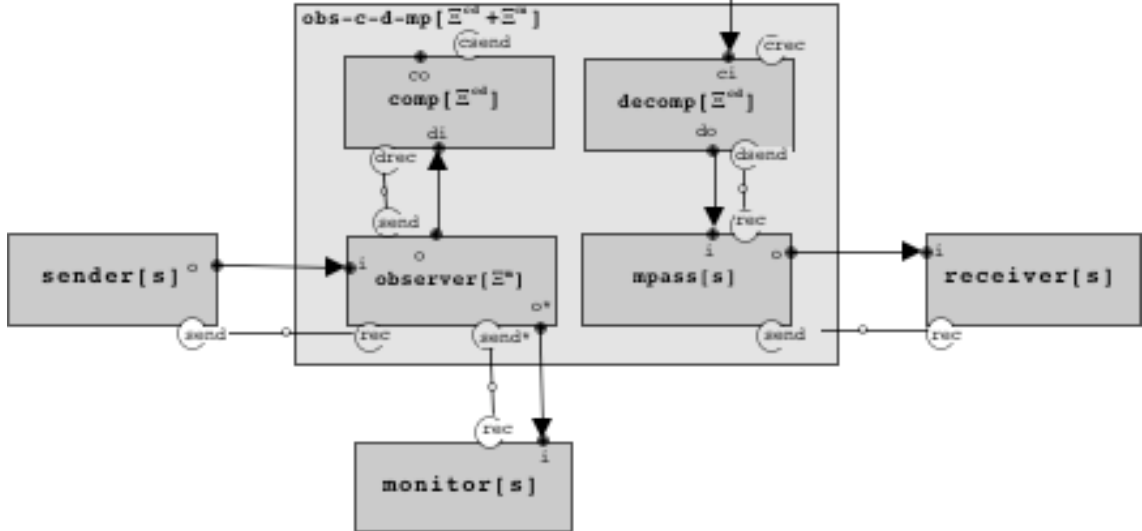 obs-c-d-mp[Ξᶜᵈ+Ξᵐ]
csend
crec
co
ci
comp[Ξᶜᵈ]
decomp[Ξᶜᵈ]
di
do
drec
dsend
send
rec
o
i
o
i
o
i
sender[s]
observer[Ξᵐ]
mpass[s]
receiver[s]
o*
send
rec
send*
send
rec
rec
i
monitor[s]